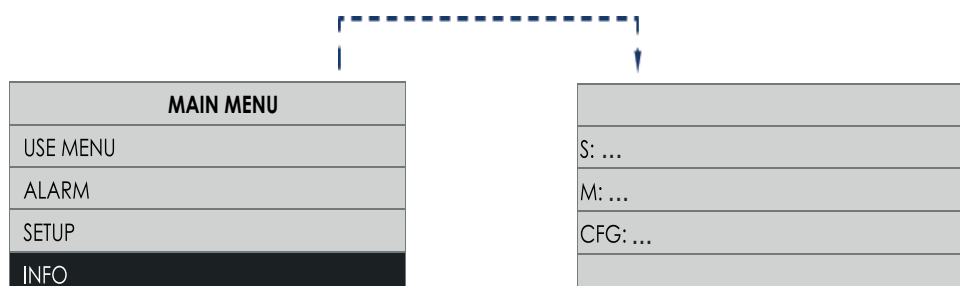 MAIN MENU
USE MENU
ALARM
SETUP
INFO
S: ...
M: ...
CFG: ...